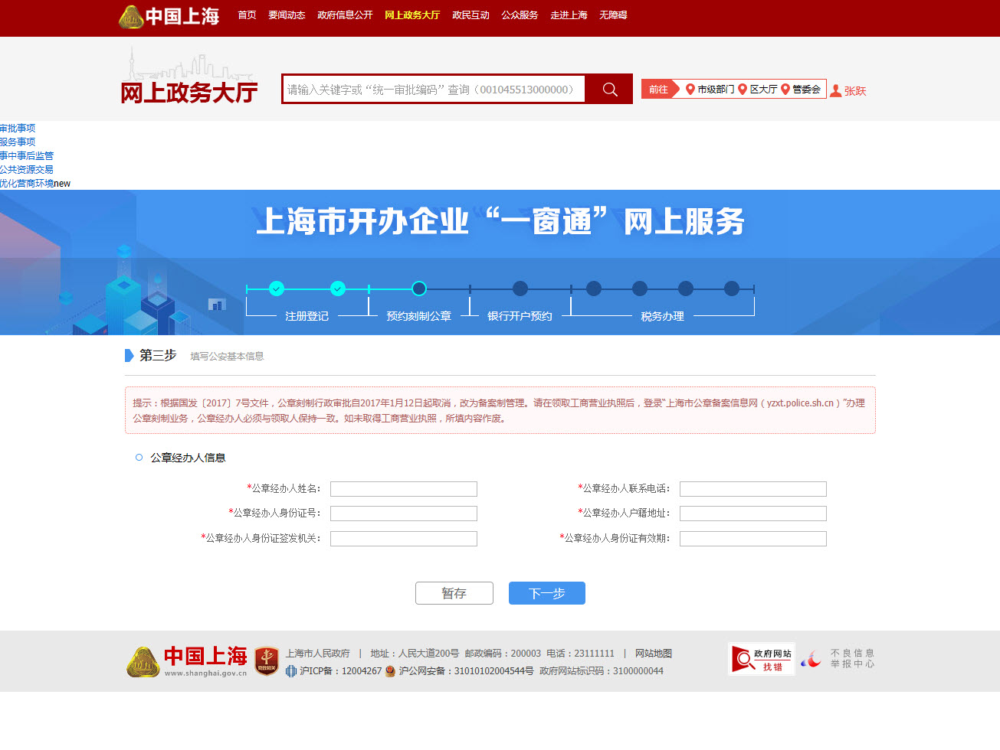 中国上海 首页 要闻动态 政府信息公开 网上政务大厅 政民互动 公众服务 走进上海 无障碍
网上政务大厅 请输入关键字或“统一审批编码”查询（001045513000000） 前往 市级部门 区大厅 管委会 张跃
审批事项
服务事项
事中事后监管
公共资源交易
优化营商环境new
上海市开办企业“一窗通”网上服务
注册登记 预约刻制公章 银行开户预约 税务办理
第三步 填写公安基本信息
提示：根据国发〔2017〕7号文件，公章刻制行政审批自2017年1月12日起取消，改为备案制管理。请在领取工商营业执照后，登录“上海市公章备案信息网（yzxt.police.sh.cn）”办理
公章刻制业务，公章经办人必须与领取人保持一致。如未取得工商营业执照，所填内容作废。
公章经办人信息
*公章经办人姓名： *公章经办人联系电话：
*公章经办人身份证号： *公章经办人户籍地址：
*公章经办人身份证签发机关： *公章经办人身份证有效期：
暂存 下一步
中国上海 上海市人民政府 | 地址：人民大道200号 邮政编码：200003 电话：23111111 | 网站地图 政府网站 不良信息
www.shanghai.gov.cn 党政机关 沪ICP备：12004267 沪公网安备：31010102004544号 政府网站标识码：3100000044 找错 举报中心